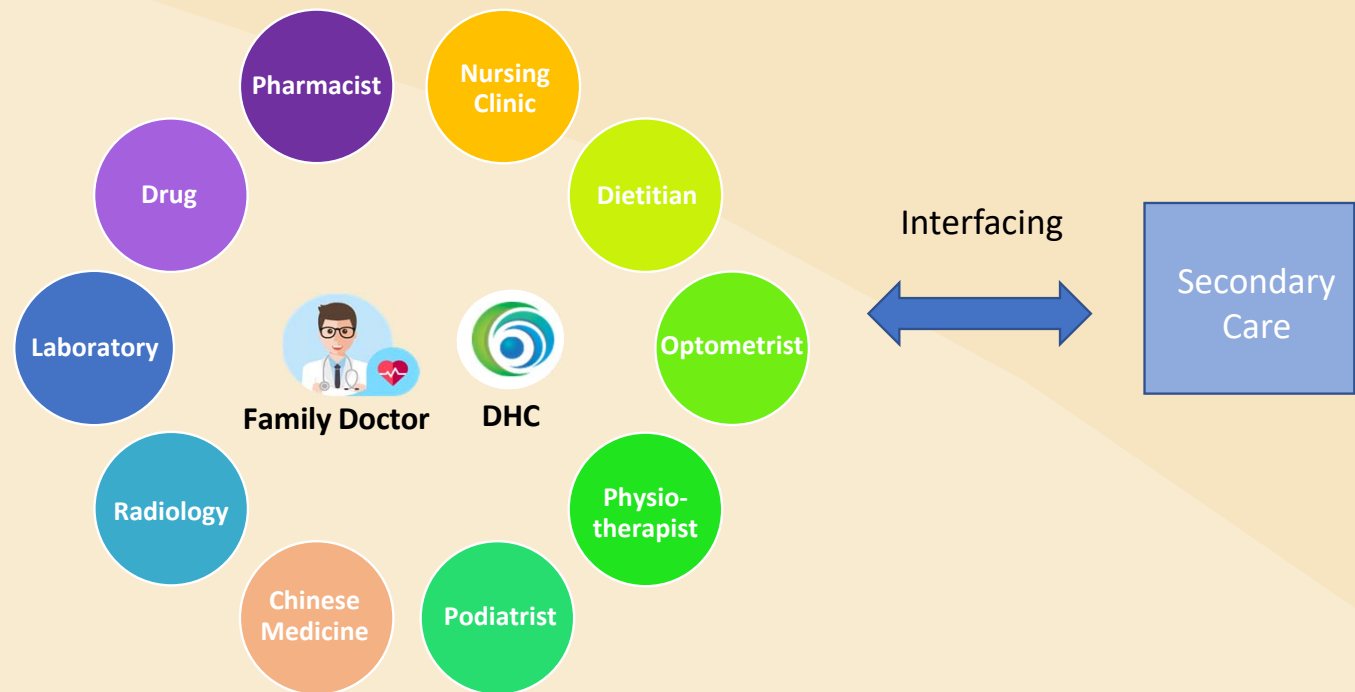 Pharmacist
Nursing
Clinic
Drug
Dietitian
Interfacing
Laboratory
Family Doctor
DHC
Optometrist
Secondary
Care
Radiology
Physio-
therapist
Chinese
Medicine
Podiatrist